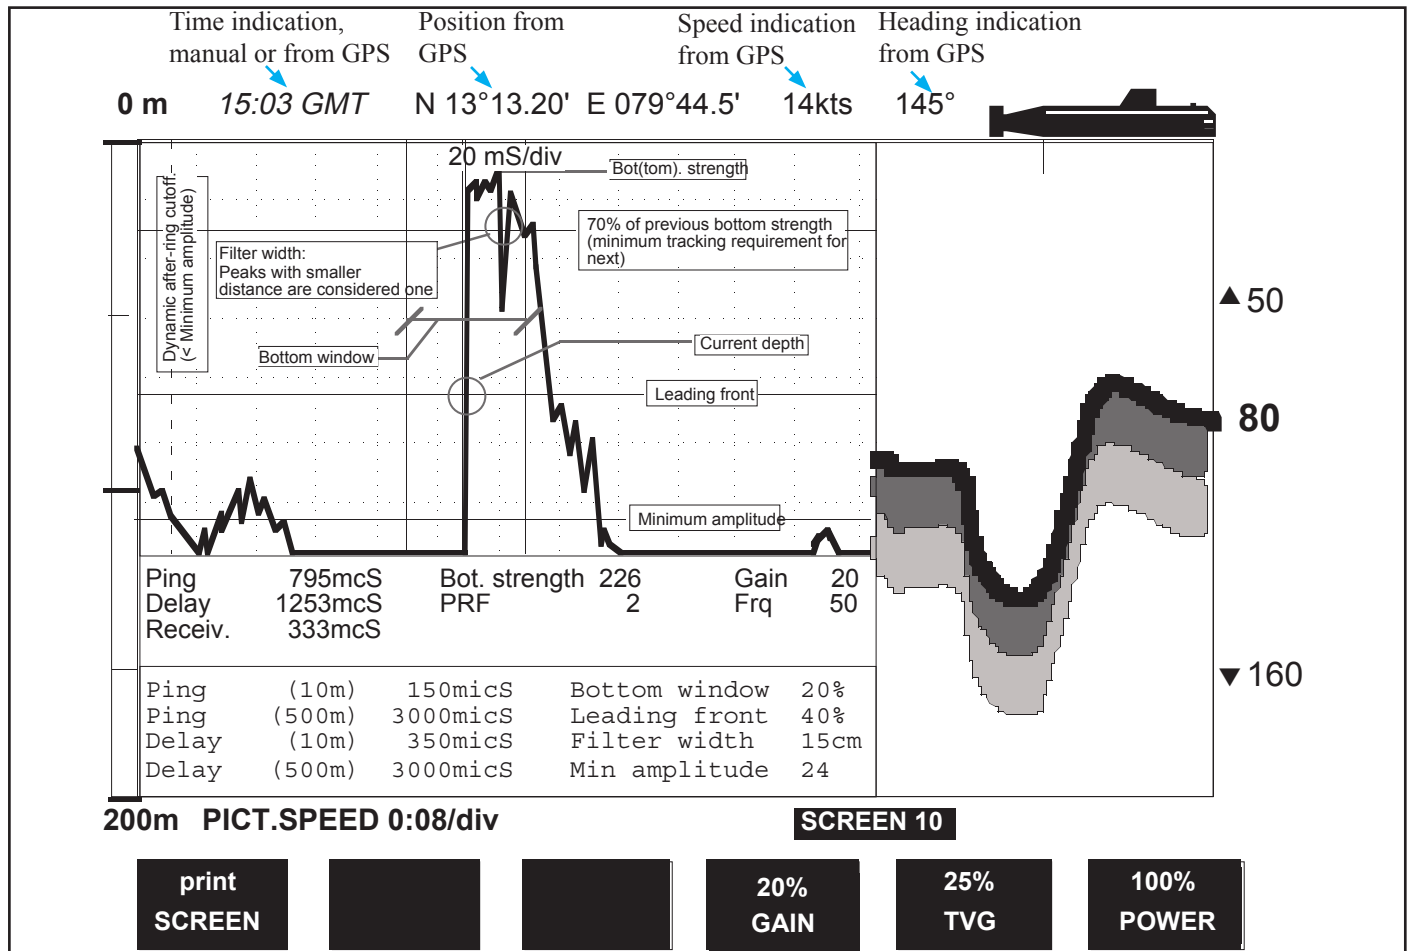 Time indication,
manual or from GPS
Position from
GPS
Speed indication
from GPS
Heading indication
from GPS
0 m 15:03 GMT N 13°13.20' E 079°44.5' 14kts 145°
20 mS/div
Bot(tom). strength
Dynamic after-ring cutoff.
(< Minimum amplitude)
70% of previous bottom strength
(minimum tracking requirement for
next)
Filter width:
Peaks with smaller
distance are considered one
Bottom window
Current depth
Leading front
Minimum amplitude
▲ 50
80
▼ 160
Ping 795mcS Bot. strength 226 Gain 20
Delay 1253mcS PRF 2 Frq 50
Receiv. 333mcS
Ping (10m) 150micS Bottom window 20%
Ping (500m) 3000micS Leading front 40%
Delay (10m) 350micS Filter width 15cm
Delay (500m) 3000micS Min amplitude 24
200m PICT.SPEED 0:08/div SCREEN 10
print
SCREEN
20%
GAIN
25%
TVG
100%
POWER